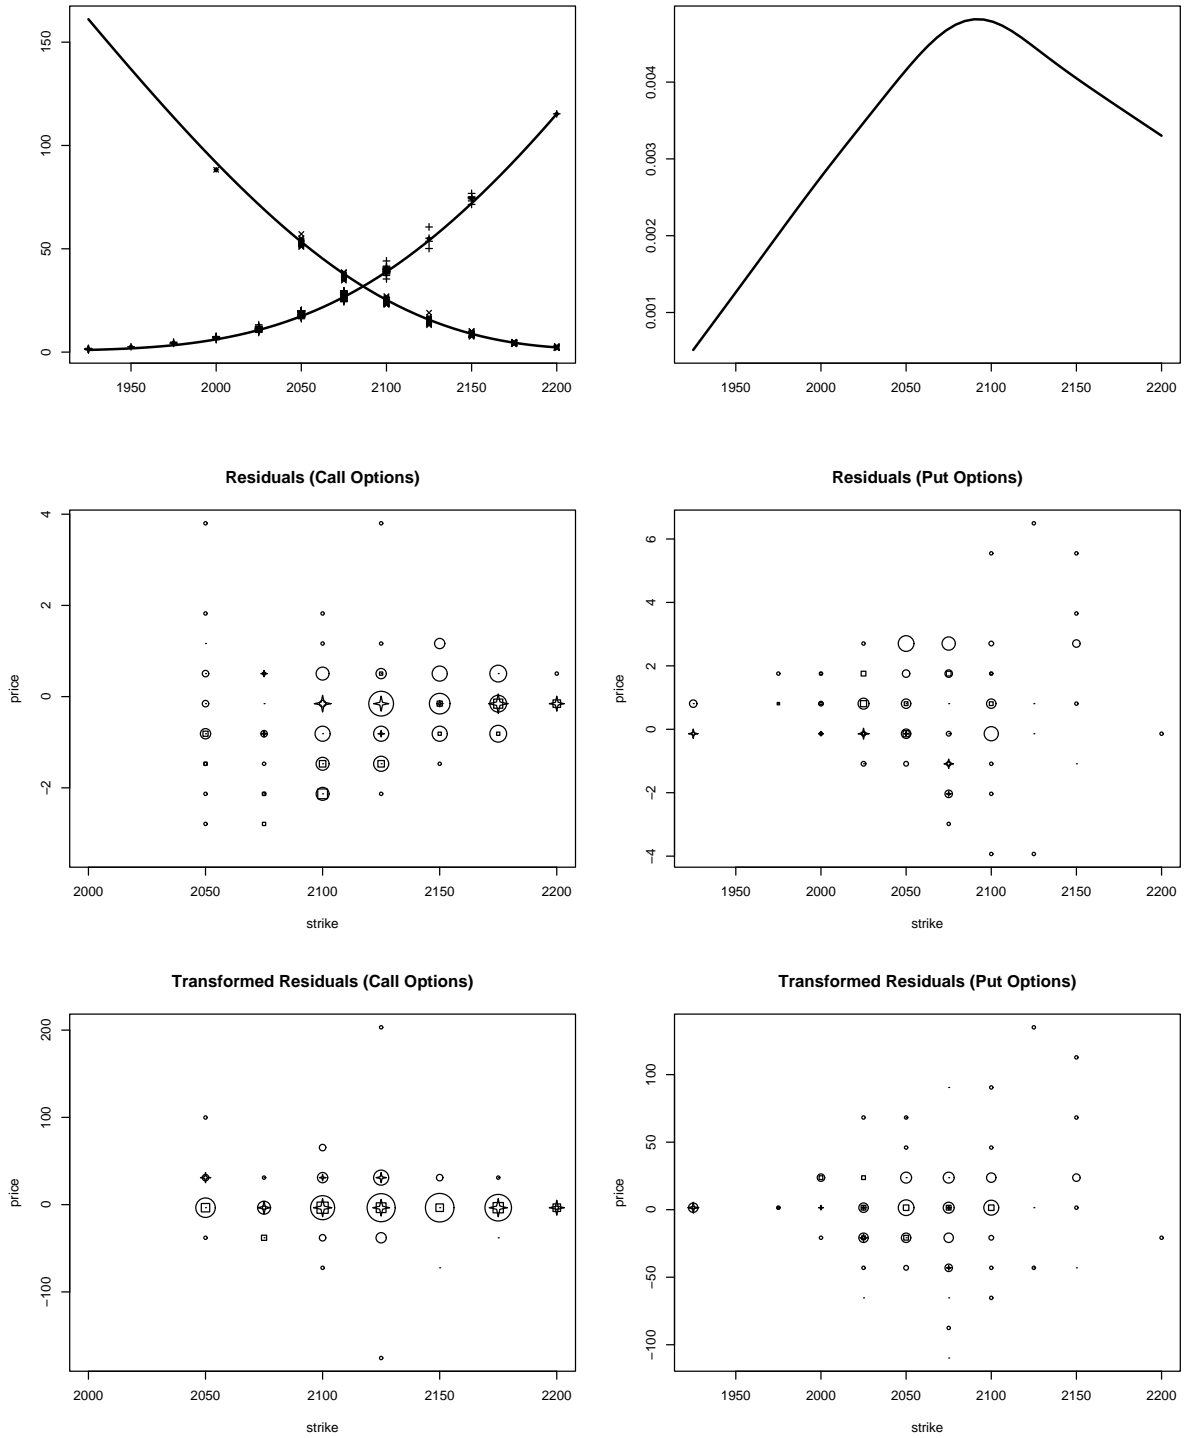 150
100
50
0
1950 2000 2050 2100 2150 2200
0.004
0.003
0.002
0.001
1950 2000 2050 2100 2150 2200
Residuals (Call Options)
price
4
2
0
−2
2000 2050 2100 2150 2200
strike
Residuals (Put Options)
price
6
4
2
0
−2
−4
1950 2000 2050 2100 2150 2200
strike
Transformed Residuals (Call Options)
price
200
100
0
−100
2000 2050 2100 2150 2200
strike
Transformed Residuals (Put Options)
price
100
50
0
−50
−100
1950 2000 2050 2100 2150 2200
strike